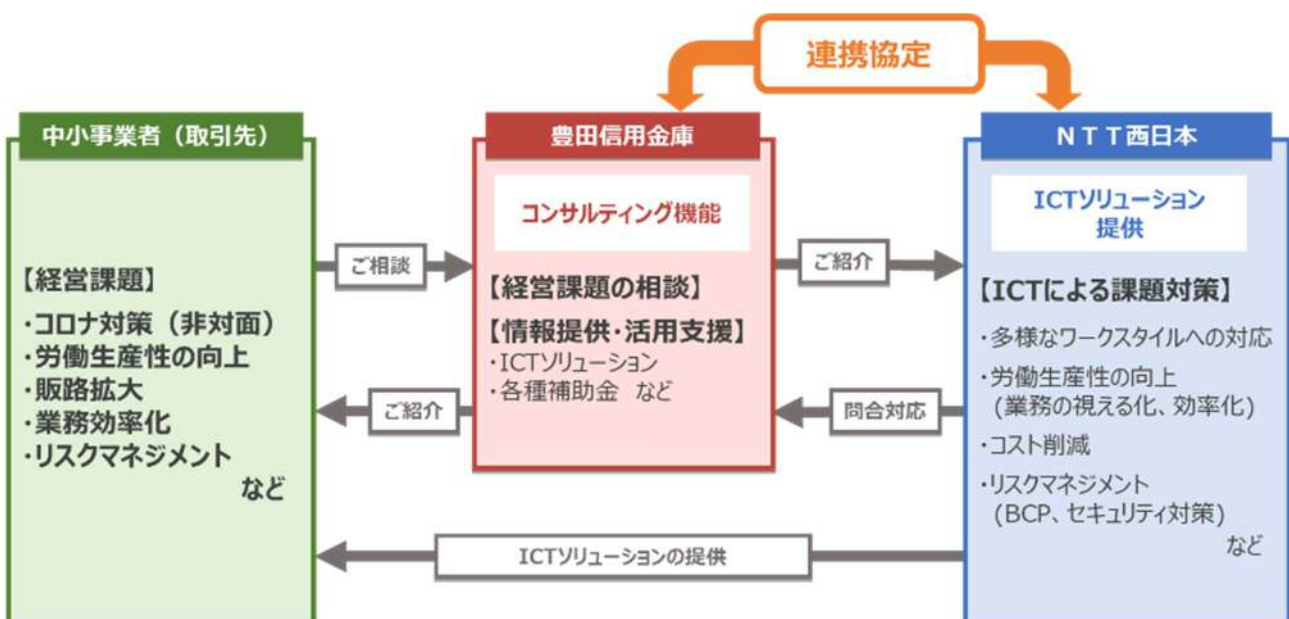 連携協定
中小事業者（取引先）
【経営課題】
・コロナ対策（非対面）
・労働生産性の向上
・販路拡大
・業務効率化
・リスクマネジメント
など
ご相談
ご紹介
豊田信用金庫
コンサルティング機能
【経営課題の相談】
【情報提供・活用支援】
・ICTソリューション
・各種補助金　など
ご紹介
問合対応
ＮＴＴ西日本
ICTソリューション
提供
【ICTによる課題対策】
・多様なワークスタイルへの対応
・労働生産性の向上
(業務の視える化、効率化)
・コスト削減
・リスクマネジメント
(BCP、セキュリティ対策)
など
ICTソリューションの提供